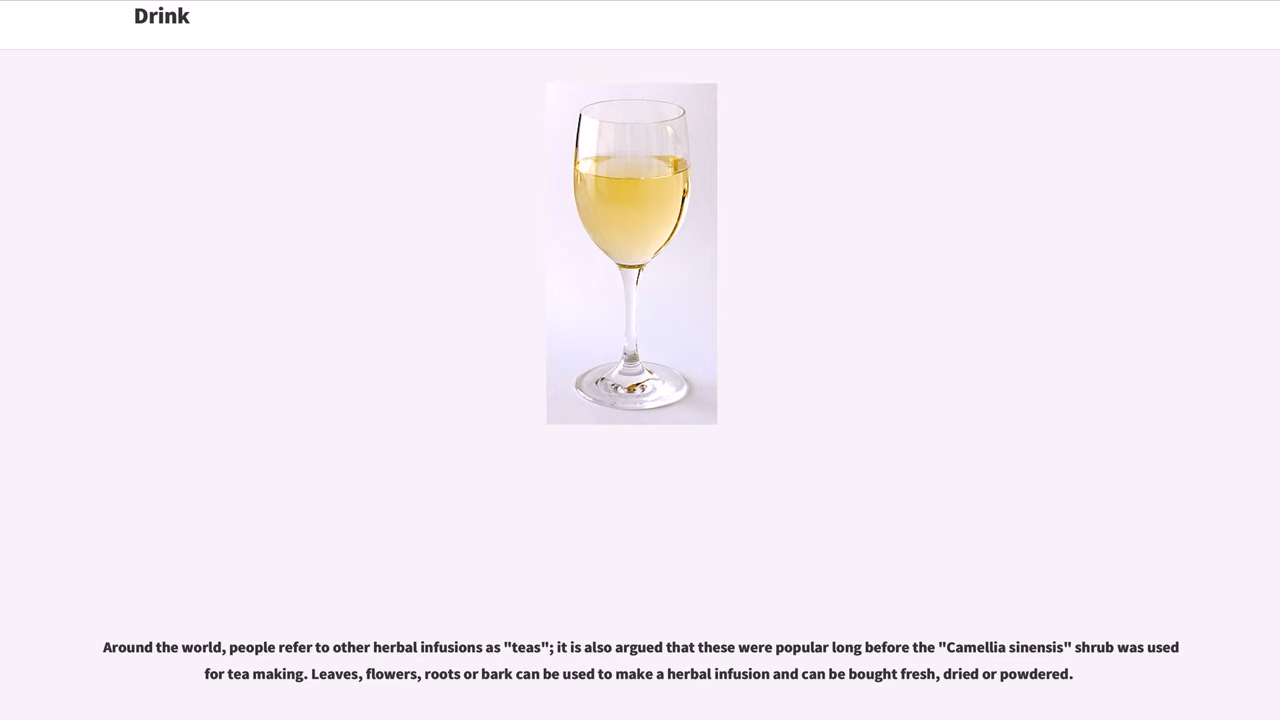 Drink
Around the world, people refer to other herbal infusions as "teas"; it is also argued that these were popular long before the "Camellia sinensis" shrub was used
for tea making. Leaves, flowers, roots or bark can be used to make a herbal infusion and can be bought fresh, dried or powdered.